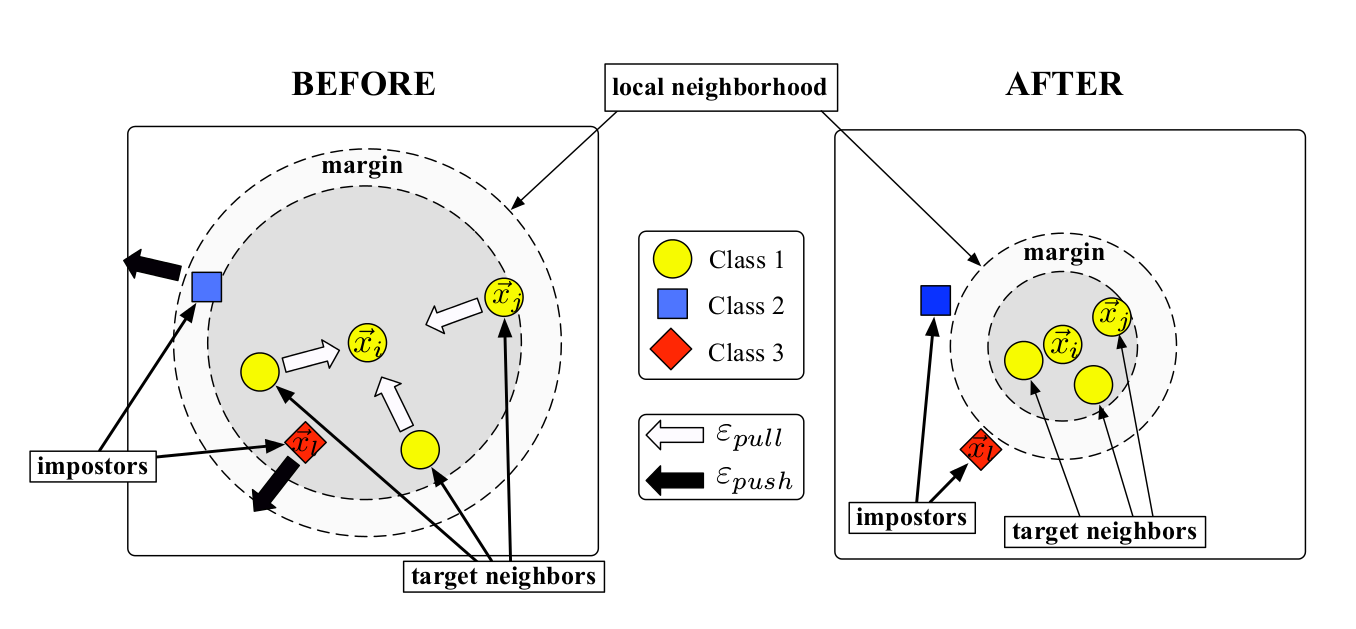 BEFORE
local neighborhood
AFTER
margin
margin
Class 1
Class 2
Class 3
$\vec{x}_j$
$\vec{x}_i$
$\vec{x}_l$
$\vec{x}_j$
$\vec{x}_i$
$\vec{x}_l$
$\varepsilon_{pull}$
$\varepsilon_{push}$
impostors
impostors
target neighbors
target neighbors